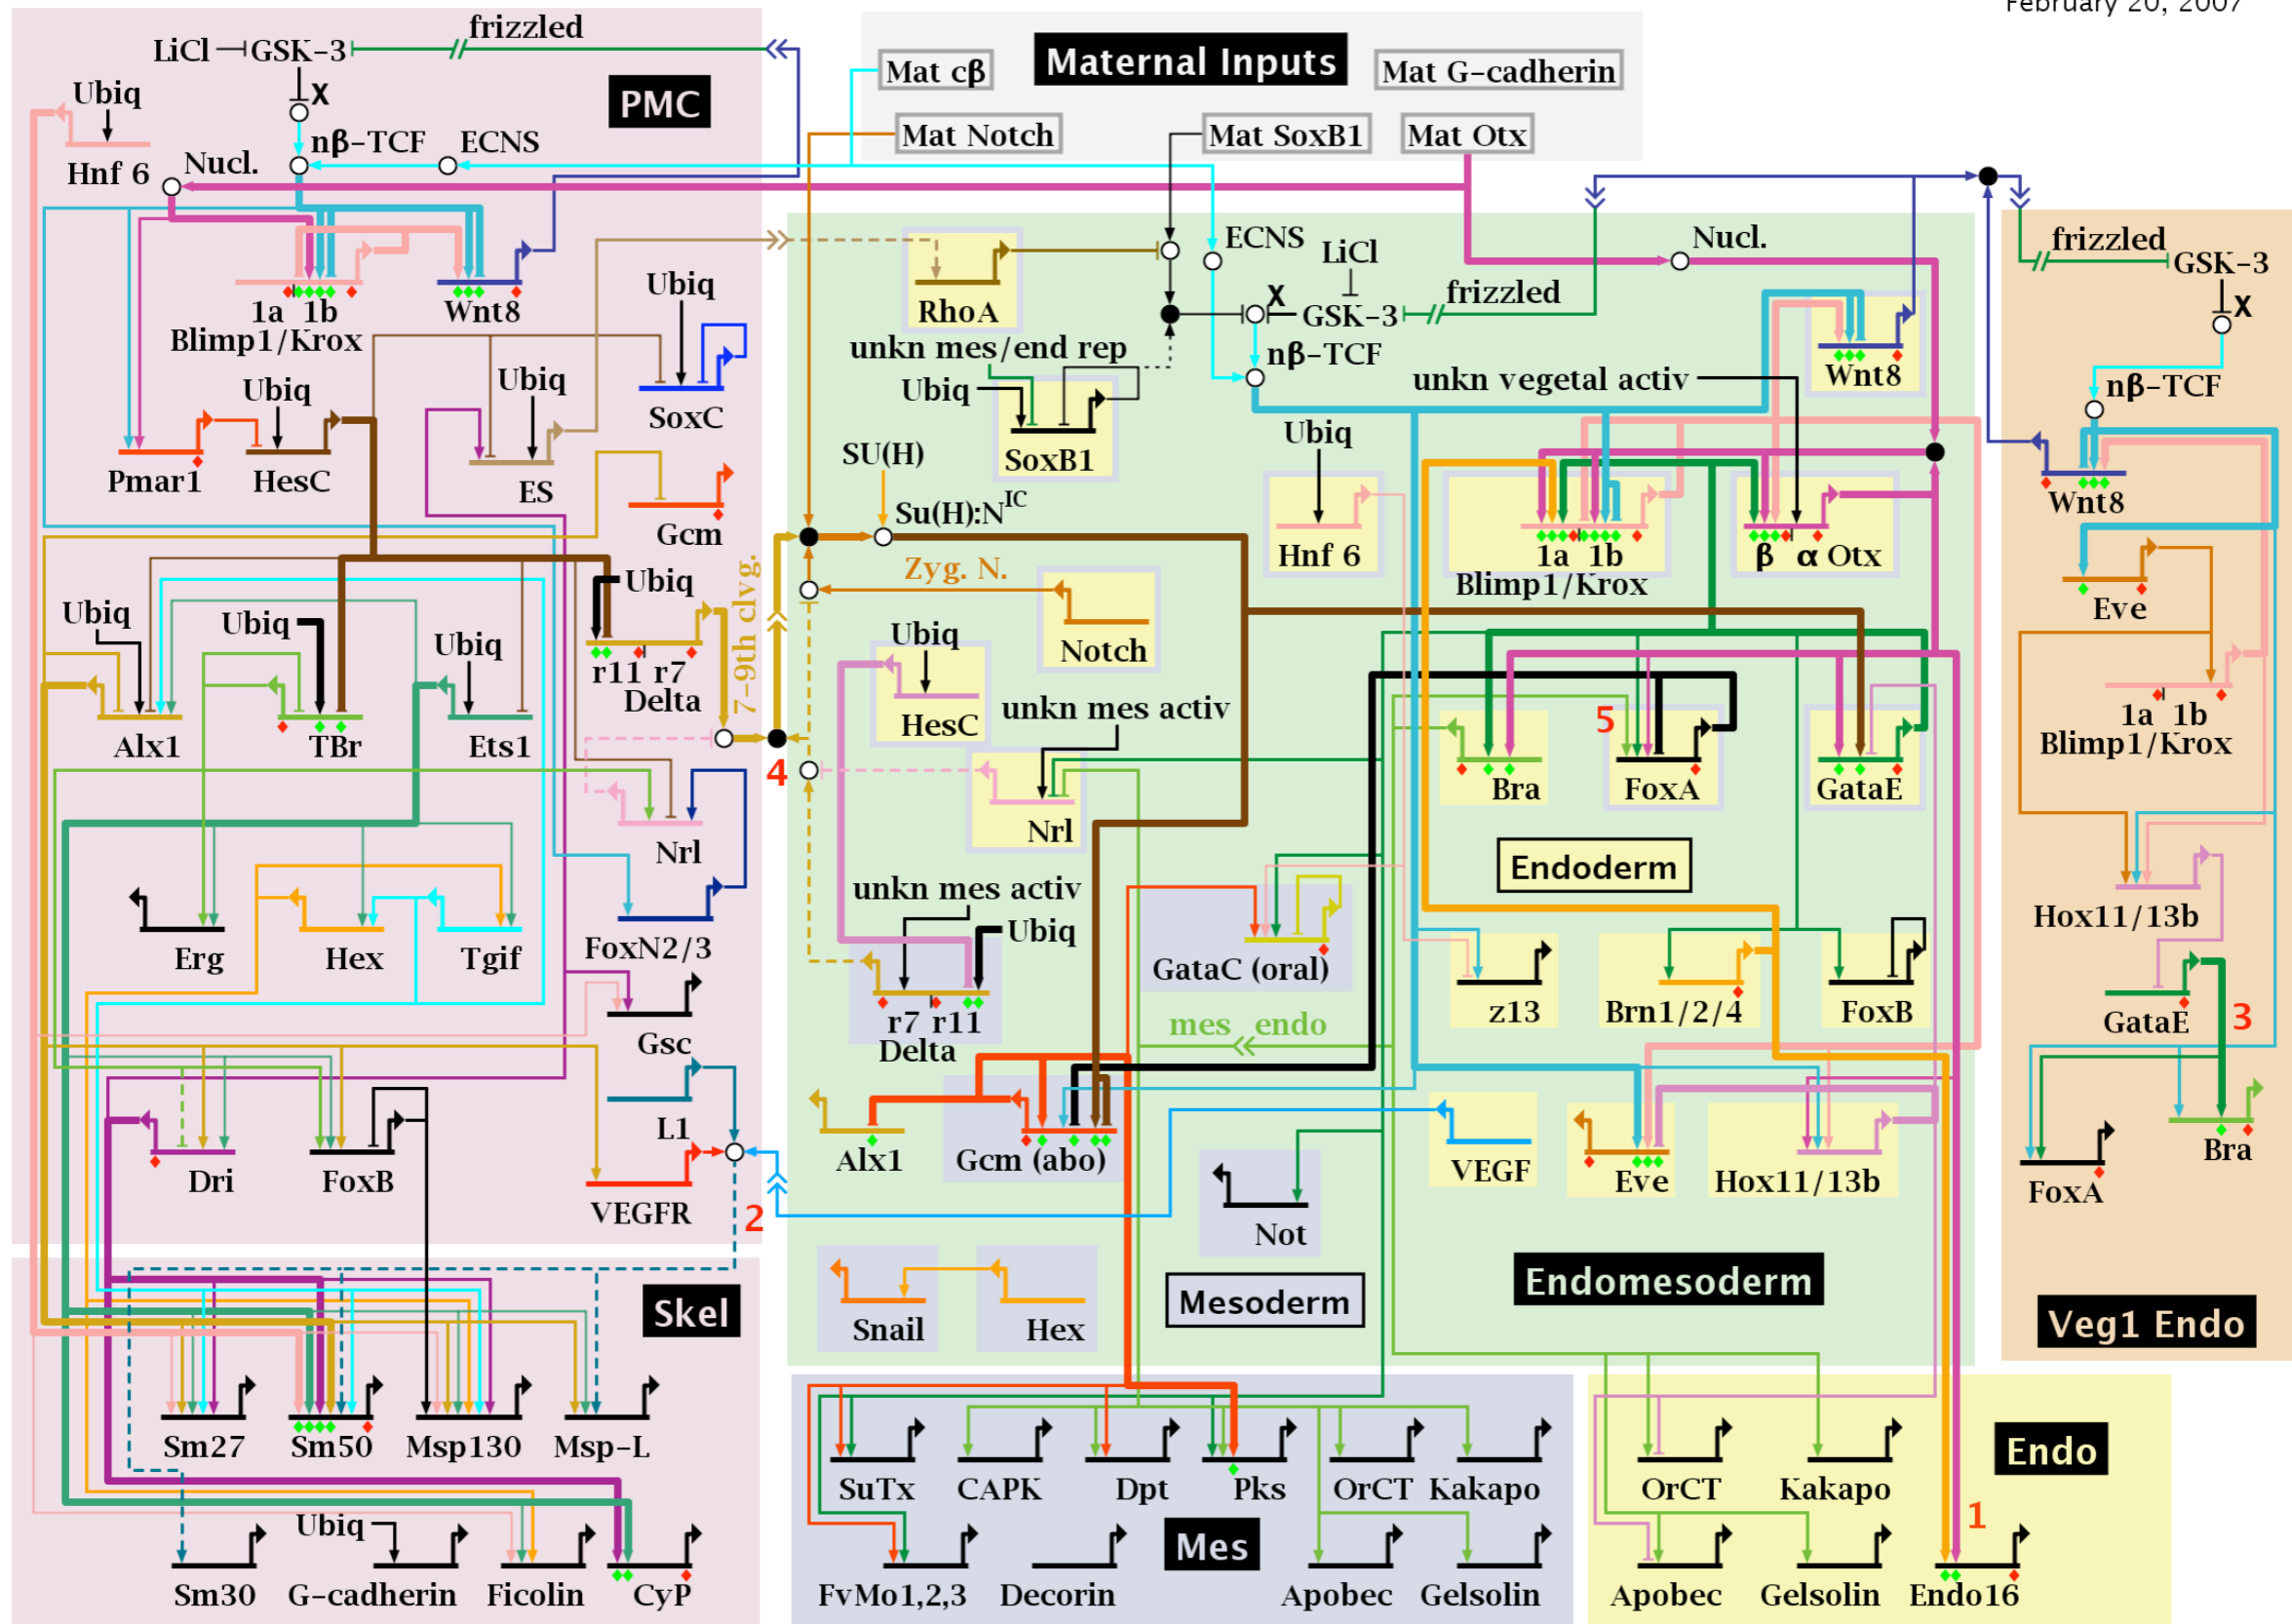 February 20, 2007
LiCl
GSK-3
frizzled
X
Ubiq
PMC
Hnf 6
Nucl.
nβ-TCF
ECNS
1a 1b
Blimp1/Krox
Wnt8
Ubiq
SoxC
Ubiq
Ubiq
Pmar1
HesC
ES
Gcm
Ubiq
Ubiq
Ubiq
Ubiq
r11 r7
Delta
Alx1
TBr
Ets1
Nrl
Erg
Hex
Tgif
FoxN2/3
Gsc
L1
Dri
FoxB
VEGFR
2
Skel
Sm27
Sm50
Msp130
Msp-L
Ubiq
Sm30
G-cadherin
Ficolin
CyP
Maternal Inputs
Mat cβ
Mat G-cadherin
Mat Notch
Mat SoxB1
Mat Otx
RhoA
ECNS
LiCl
X
GSK-3
frizzled
Nucl.
nβ-TCF
unkn mes/end rep
Ubiq
SoxB1
unkn vegetal activ
Wnt8
SU(H)
Su(H):N^IC
Ubiq
Hnf 6
1a 1b
Blimp1/Krox
β α Otx
7-9th clvg.
Zyg. N.
Notch
Ubiq
HesC
unkn mes activ
4
Nrl
5
Bra
FoxA
GataE
Endoderm
unkn mes activ
Ubiq
GataC (oral)
r7 r11
Delta
mes endo
z13
Brn1/2/4
FoxB
Alx1
Gcm (abo)
VEGF
Eve
Hox11/13b
Not
Snail
Hex
Mesoderm
Endomesoderm
frizzled
GSK-3
X
nβ-TCF
Wnt8
Eve
1a 1b
Blimp1/Krox
Hox11/13b
GataE
3
Bra
FoxA
Veg1 Endo
SuTx
CAPK
Dpt
Pks
OrCT
Kakapo
Mes
FvMo1,2,3
Decorin
Apobec
Gelsolin
OrCT
Kakapo
Endo
1
Apobec
Gelsolin
Endo16